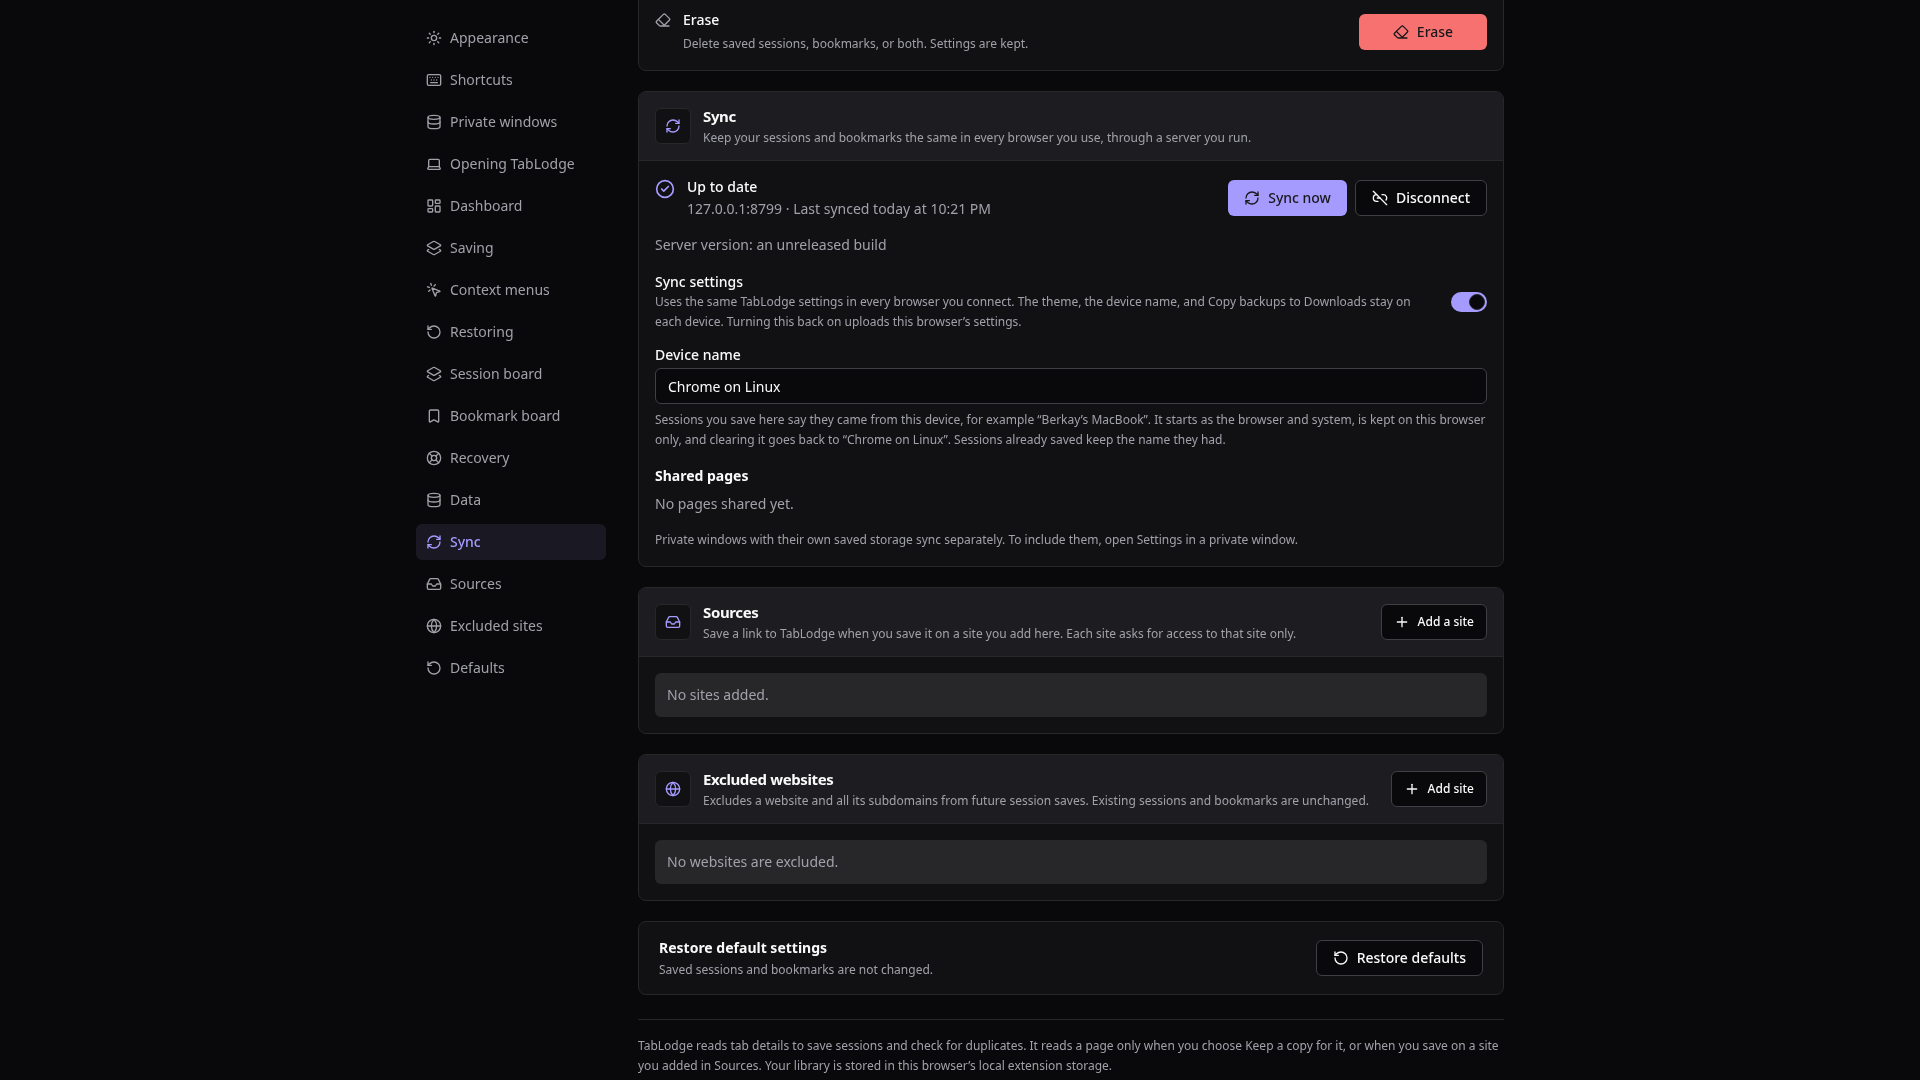 Appearance
Shortcuts
Private windows
Opening TabLodge
Dashboard
Saving
Context menus
Restoring
Session board
Bookmark board
Recovery
Data
Sync
Sources
Excluded sites
Defaults
Erase
Delete saved sessions, bookmarks, or both. Settings are kept.
Erase
Sync
Keep your sessions and bookmarks the same in every browser you use, through a server you run.
Up to date
127.0.0.1:8799 · Last synced today at 10:21 PM
Sync now
Disconnect
Server version: an unreleased build
Sync settings
Uses the same TabLodge settings in every browser you connect. The theme, the device name, and Copy backups to Downloads stay on
each device. Turning this back on uploads this browser’s settings.
Device name
Chrome on Linux
Sessions you save here say they came from this device, for example “Berkay’s MacBook”. It starts as the browser and system, is kept on this browser
only, and clearing it goes back to “Chrome on Linux”. Sessions already saved keep the name they had.
Shared pages
No pages shared yet.
Private windows with their own saved storage sync separately. To include them, open Settings in a private window.
Sources
Save a link to TabLodge when you save it on a site you add here. Each site asks for access to that site only.
Add a site
No sites added.
Excluded websites
Excludes a website and all its subdomains from future session saves. Existing sessions and bookmarks are unchanged.
Add site
No websites are excluded.
Restore default settings
Saved sessions and bookmarks are not changed.
Restore defaults
TabLodge reads tab details to save sessions and check for duplicates. It reads a page only when you choose Keep a copy for it, or when you save on a site
you added in Sources. Your library is stored in this browser’s local extension storage.